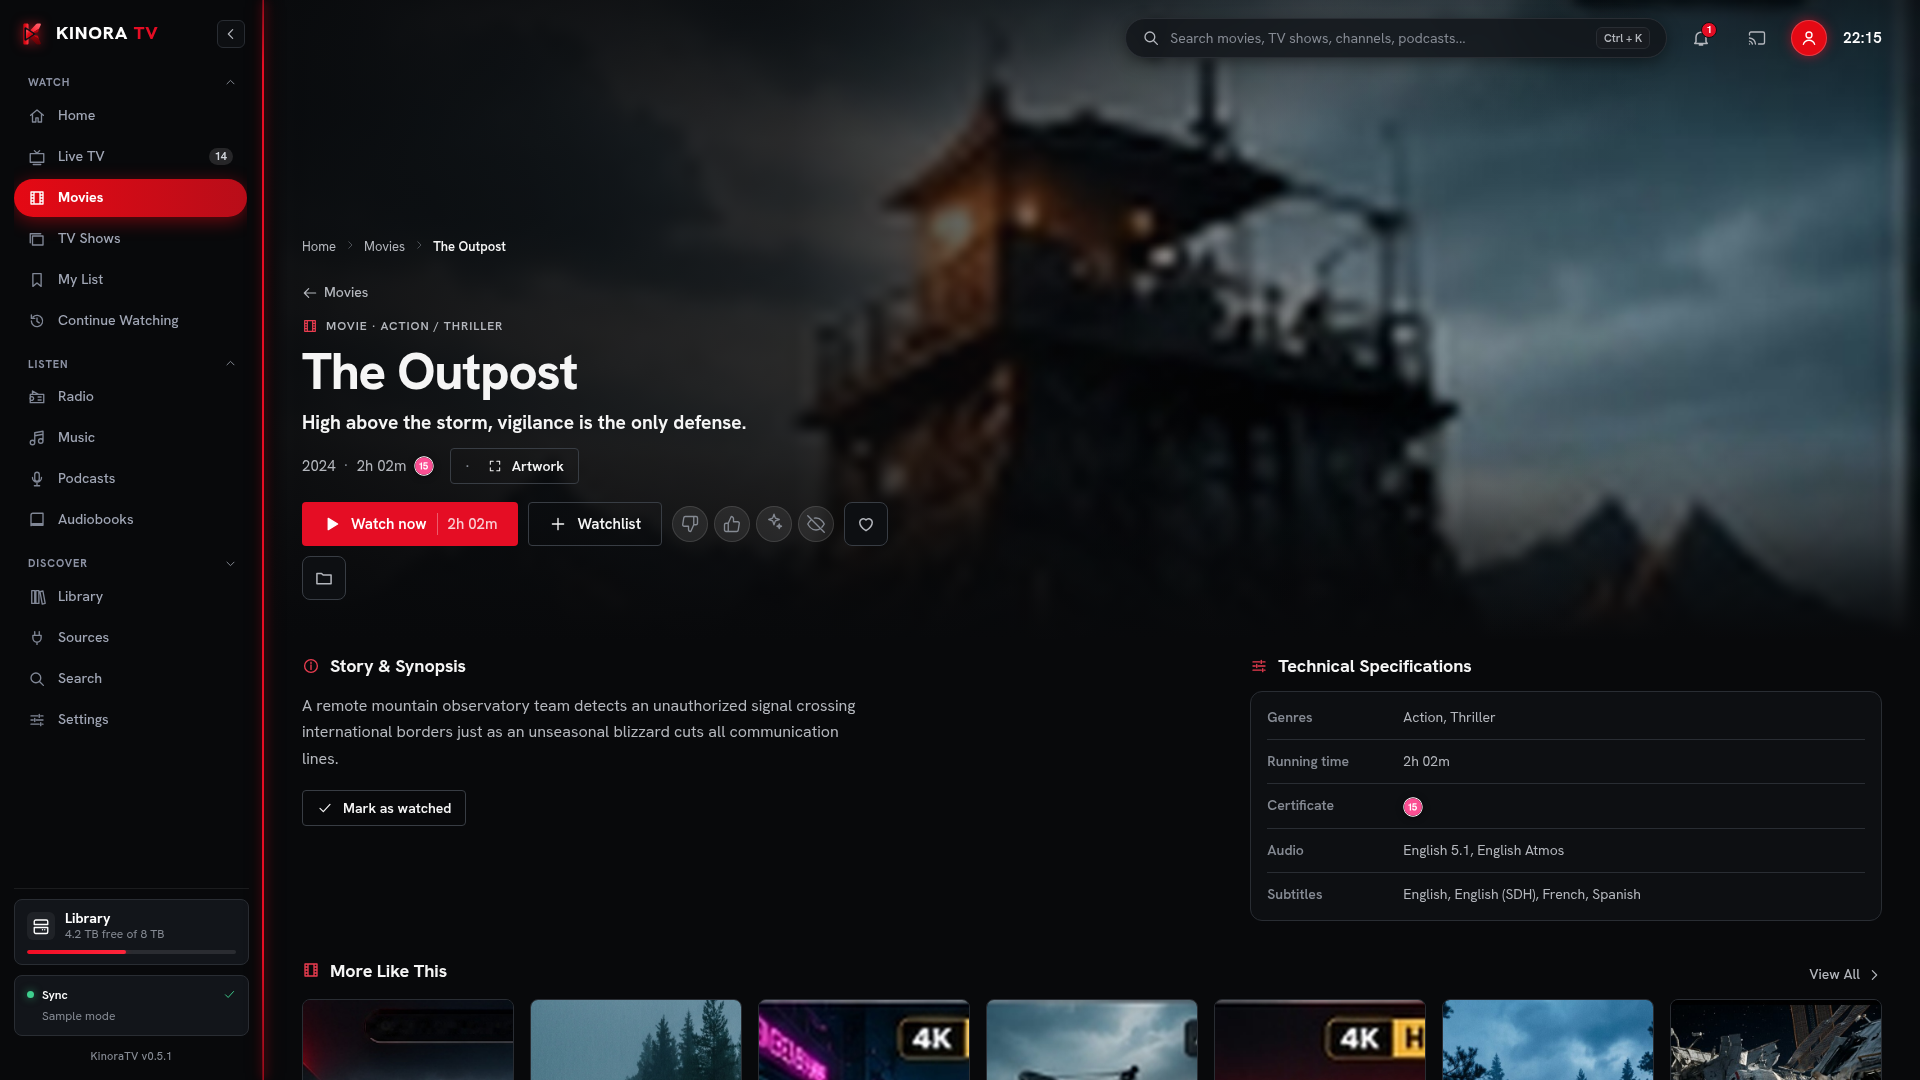 KINORA TV
Search movies, TV shows, channels, podcasts...
Ctrl + K
1
22:15
WATCH
Home
Live TV
14
Movies
TV Shows
My List
Continue Watching
LISTEN
Radio
Music
Podcasts
Audiobooks
DISCOVER
Library
Sources
Search
Settings
Library
4.2 TB free of 8 TB
Sync
Sample mode
KinoraTV v0.5.1
Home > Movies > The Outpost
Movies
MOVIE · ACTION / THRILLER
The Outpost
High above the storm, vigilance is the only defense.
2024 · 2h 02m 15 · Artwork
Watch now 2h 02m
Watchlist
Story & Synopsis
A remote mountain observatory team detects an unauthorized signal crossing
international borders just as an unseasonal blizzard cuts all communication
lines.
Mark as watched
Technical Specifications
Genres Action, Thriller
Running time 2h 02m
Certificate 15
Audio English 5.1, English Atmos
Subtitles English, English (SDH), French, Spanish
More Like This
View All
4K
4K H